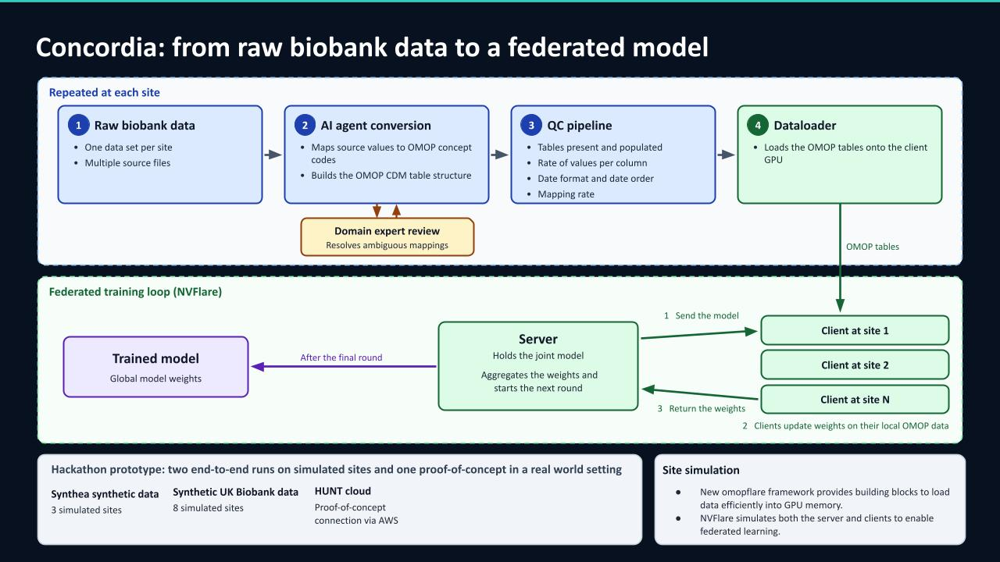 Concordia: from raw biobank data to a federated model
Repeated at each site
1 Raw biobank data
• One data set per site
• Multiple source files
2 AI agent conversion
• Maps source values to OMOP concept
codes
• Builds the OMOP CDM table structure
3 QC pipeline
• Tables present and populated
• Rate of values per column
• Date format and date order
• Mapping rate
4 Dataloader
• Loads the OMOP tables onto the client
GPU
Domain expert review
Resolves ambiguous mappings
OMOP tables
Federated training loop (NVFlare)
Trained model
Global model weights
After the final round
Server
Holds the joint model
Aggregates the weights and
starts the next round
1 Send the model
3 Return the weights
Client at site 1
Client at site 2
Client at site N
2 Clients update weights on their local OMOP data
Hackathon prototype: two end-to-end runs on simulated sites and one proof-of-concept in a real world setting
Synthea synthetic data
3 simulated sites
Synthetic UK Biobank data
8 simulated sites
HUNT cloud
Proof-of-concept
connection via AWS
Site simulation
● New omopflare framework provides building blocks to load
data efficiently into GPU memory.
● NVFlare simulates both the server and clients to enable
federated learning.